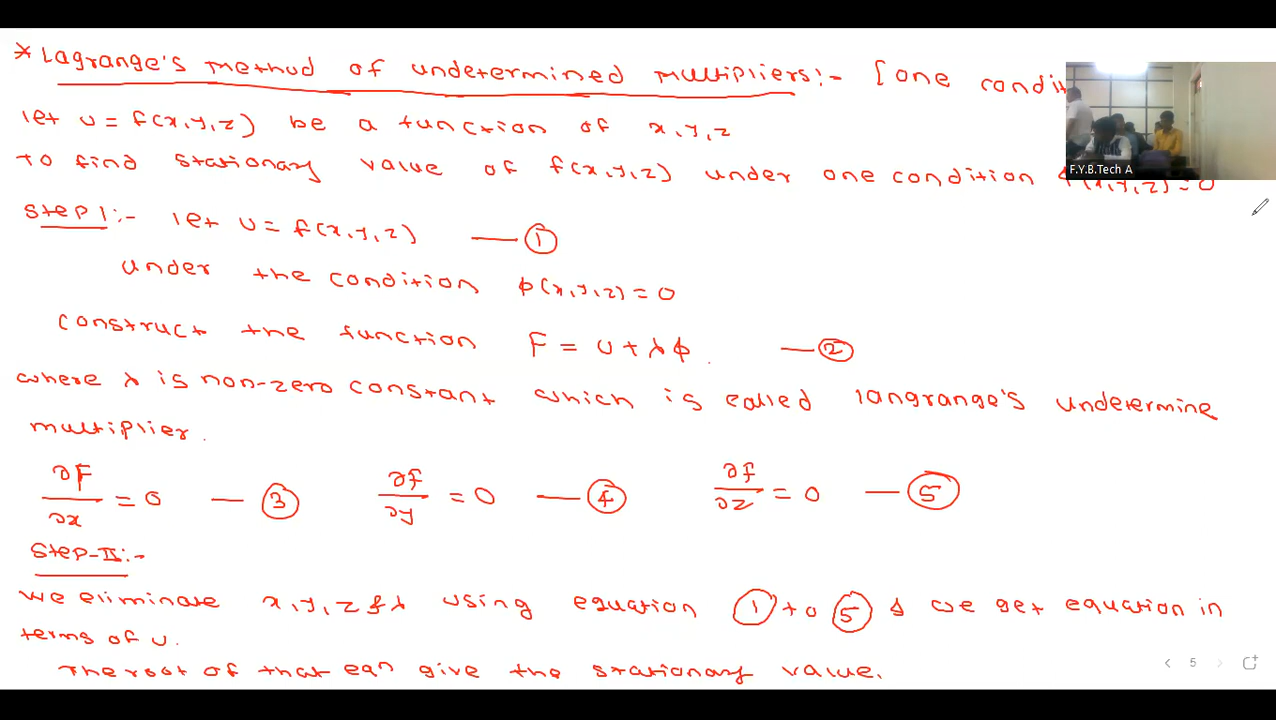 * Lagrange's method of undetermined multipliers:- [one
let u = f(x,y,z) be a function of x,y,z
to find stationary value of f(x,y,z) under one condition ϕ(x,y,z)=0
F.Y.B.Tech A
Step I:- let u = f(x,y,z) —— ①
under the condition ϕ(x,y,z) = 0
construct the function F = u + λϕ. —— ②
where λ is non-zero constant which is called langrange's undetermine
multiplier.
∂F/∂x = 0 — ③ ∂f/∂y = 0 — ④ ∂f/∂z = 0 — ⑤
Step-II:-
we eliminate x,y,z & λ using equation ① to ⑤ & we get equation in
terms of u.
The root of that eqn give the stationary value.
5